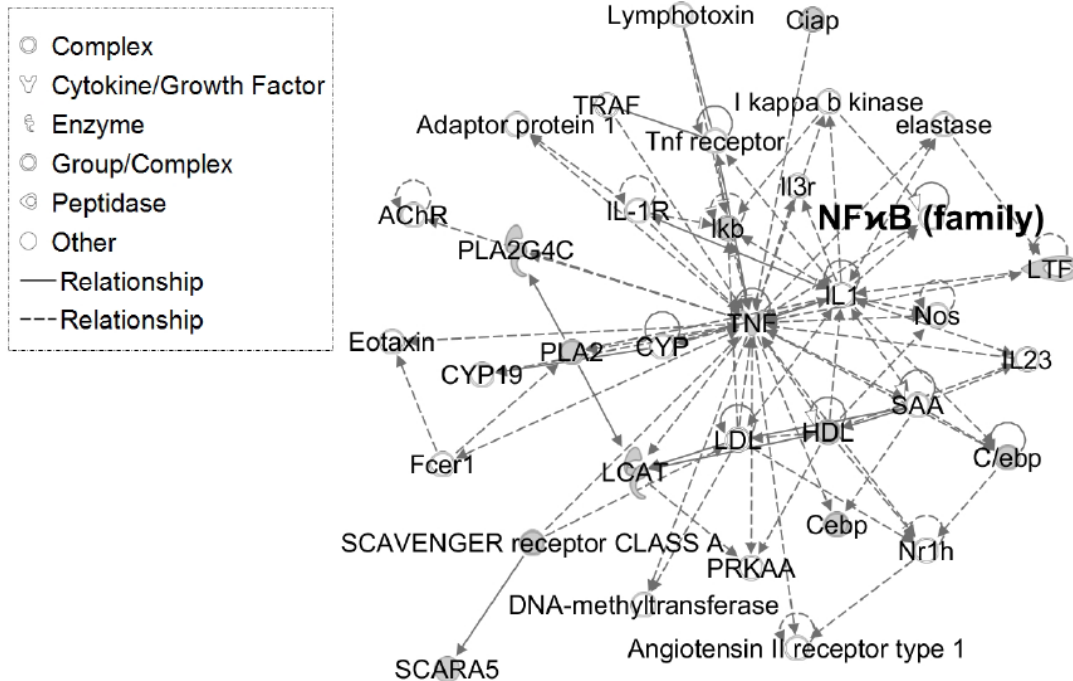 Complex
Cytokine/Growth Factor
Enzyme
Group/Complex
Peptidase
Other
Relationship
Relationship
Lymphotoxin
Ciap
TRAF
I kappa b kinase
Adaptor protein 1
Tnf receptor
elastase
Il3r
AChR
IL-1R
Ikb
NFϰB (family)
PLA2G4C
LTF
IL1
TNF
Nos
Eotaxin
PLA2
CYP
CYP19
IL23
SAA
Fcer1
LCAT
LDL
HDL
C/ebp
Cebp
SCAVENGER receptor CLASS A
Nr1h
PRKAA
DNA-methyltransferase
Angiotensin II receptor type 1
SCARA5